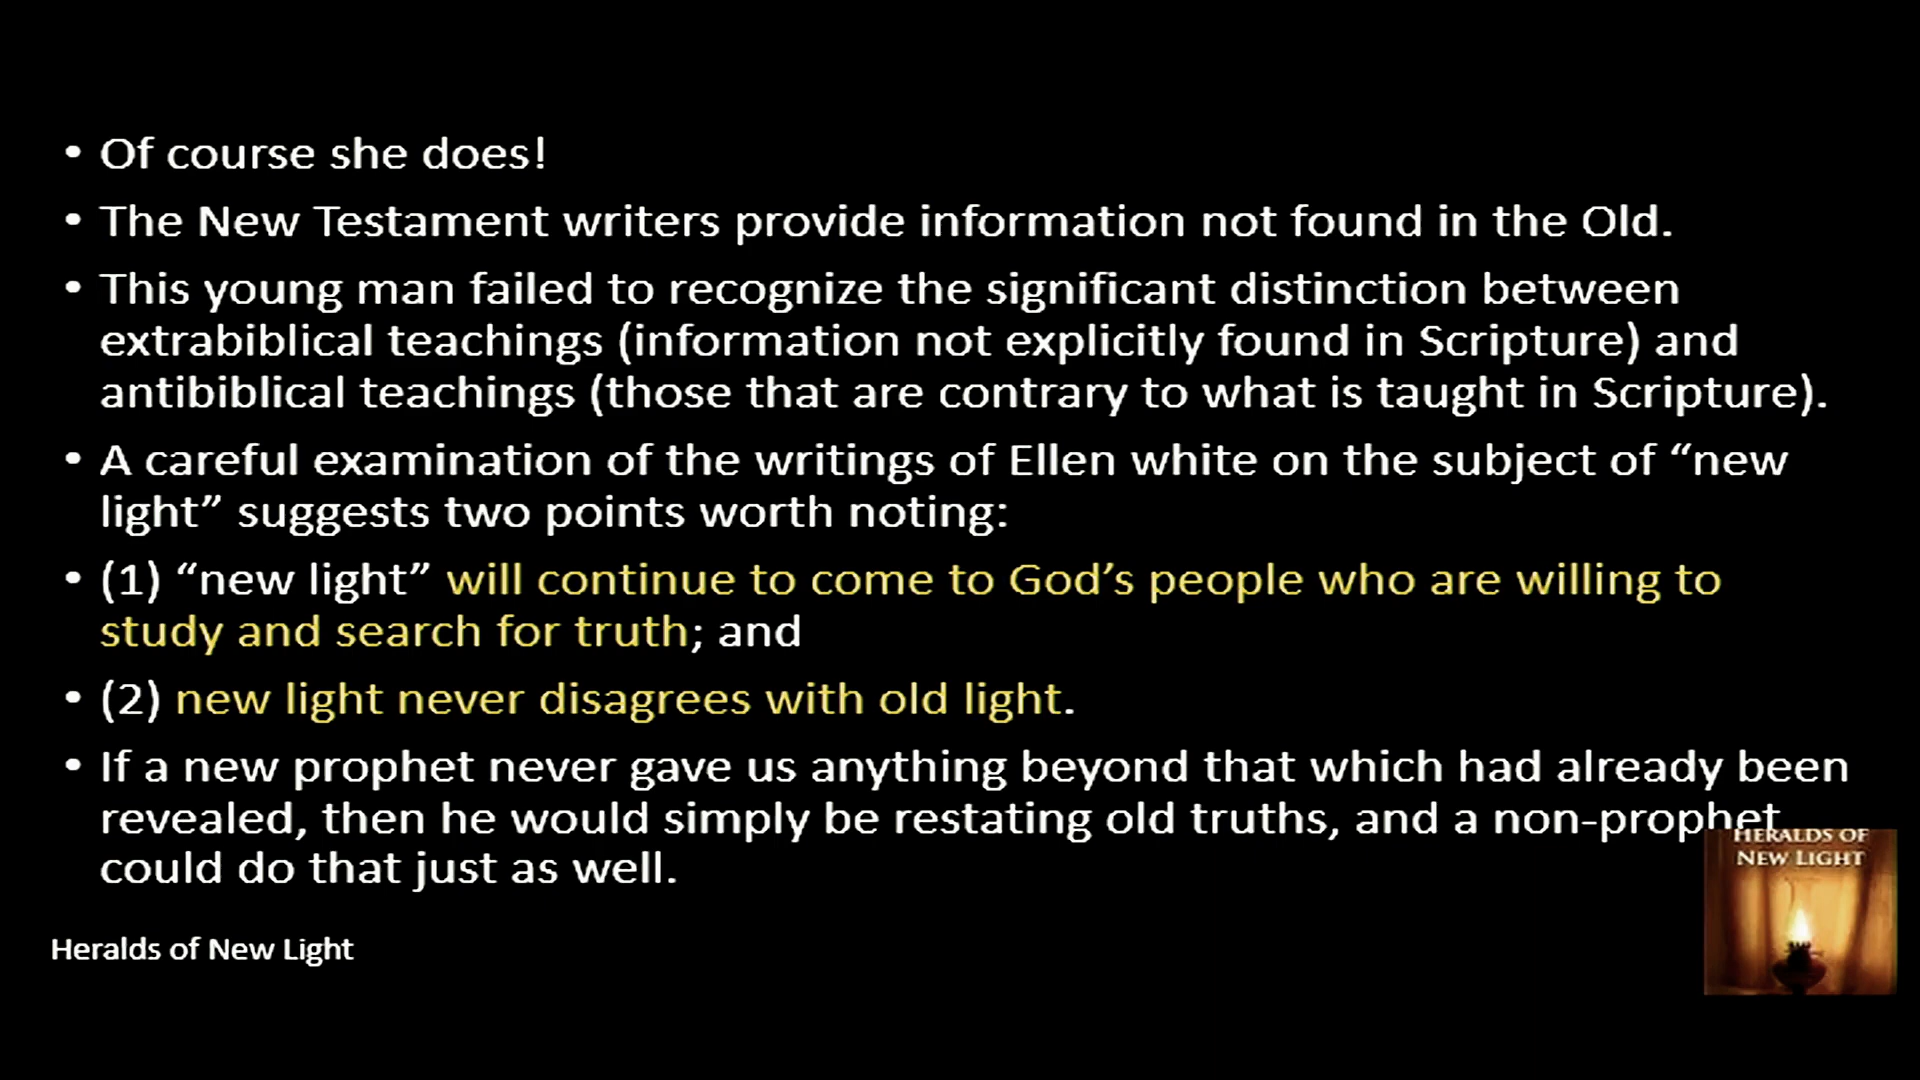 • Of course she does!
• The New Testament writers provide information not found in the Old.
• This young man failed to recognize the significant distinction between
extrabiblical teachings (information not explicitly found in Scripture) and
antibiblical teachings (those that are contrary to what is taught in Scripture).
• A careful examination of the writings of Ellen white on the subject of “new
light” suggests two points worth noting:
• (1) “new light” will continue to come to God’s people who are willing to
study and search for truth; and
• (2) new light never disagrees with old light.
• If a new prophet never gave us anything beyond that which had already been
revealed, then he would simply be restating old truths, and a non-prophet
could do that just as well.
HERALDS OF
NEW LIGHT
Heralds of New Light